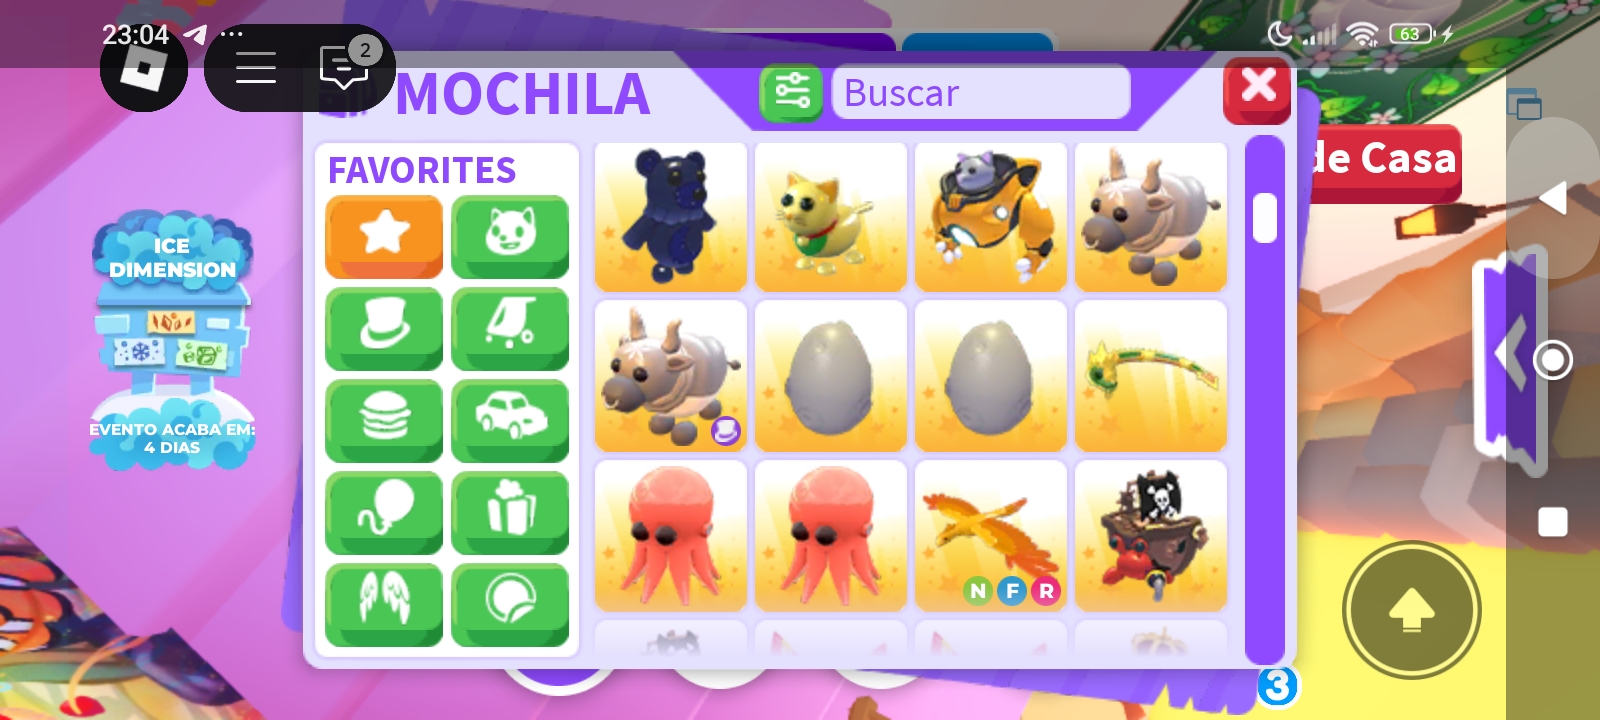 23:04
63
2
MOCHILA
Buscar
de Casa
FAVORITES
ICE
DIMENSION
EVENTO ACABA EM:
4 DIAS
N F R
3